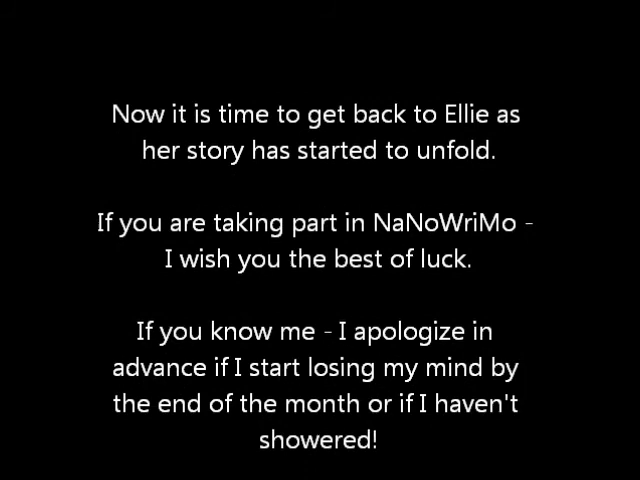 Now it is time to get back to Ellie as
her story has started to unfold.
If you are taking part in NaNoWriMo -
I wish you the best of luck.
If you know me - I apologize in
advance if I start losing my mind by
the end of the month or if I haven't
showered!